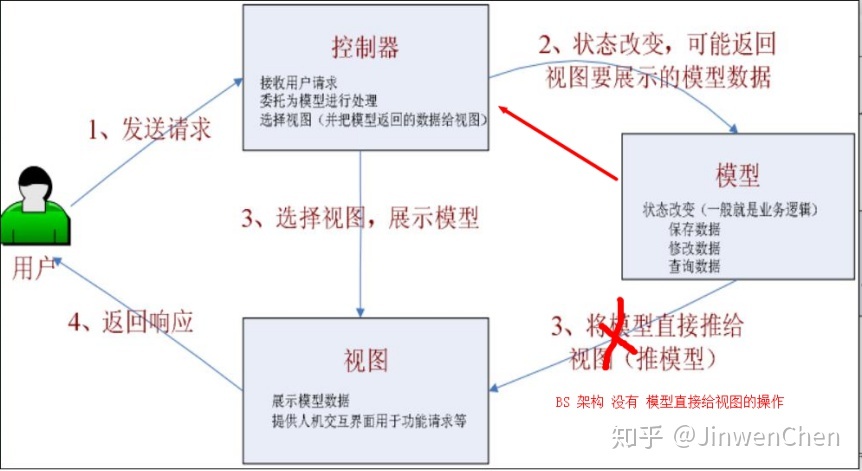 控制器
接收用户请求
委托为模型进行处理
选择视图（并把模型返回的数据给视图）
2、状态改变，可能返回
视图要展示的模型数据
1、发送请求
模型
状态改变（一般就是业务逻辑）
保存数据
修改数据
查询数据
用户
3、选择视图，展示模型
4、返回响应
3、将模型直接推给
视图（推模型）
视图
展示模型数据
提供人机交互界面用于功能请求等
BS 架构 没有 模型直接给视图的操作
知乎 @JinwenChen